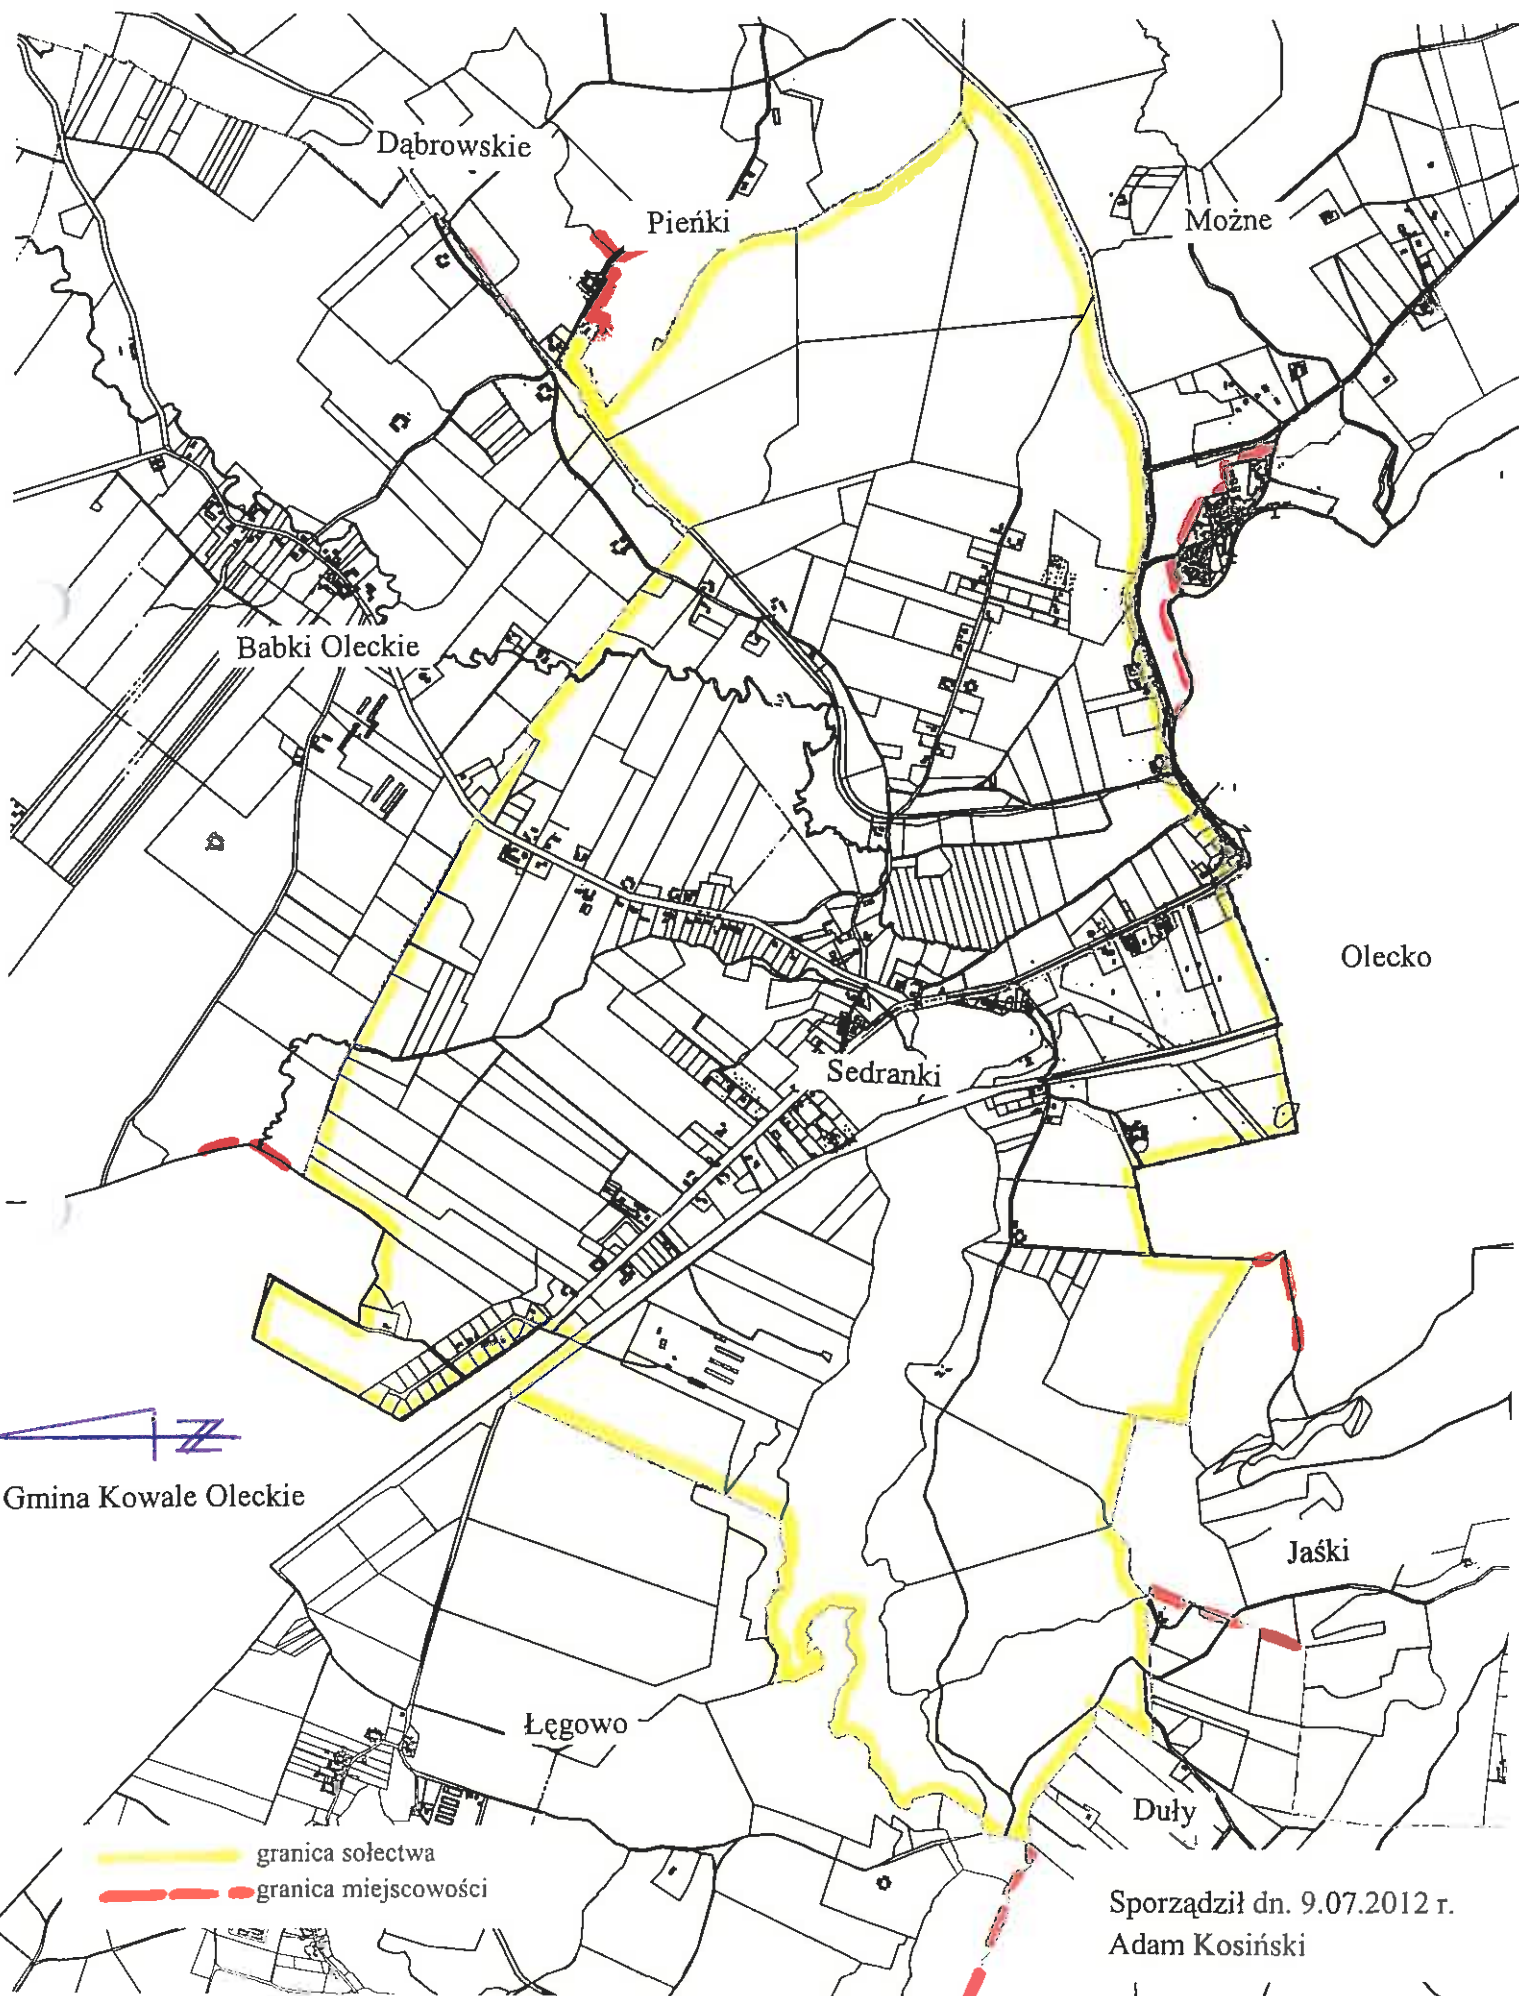 Dąbrowskie
Pieńki
Możne
Babki Oleckie
Olecko
Sedranki
Gmina Kowale Oleckie
Jaśki
Łęgowo
Duły
granica sołectwa
granica miejscowości
Sporządził dn. 9.07.2012 r.
Adam Kosiński